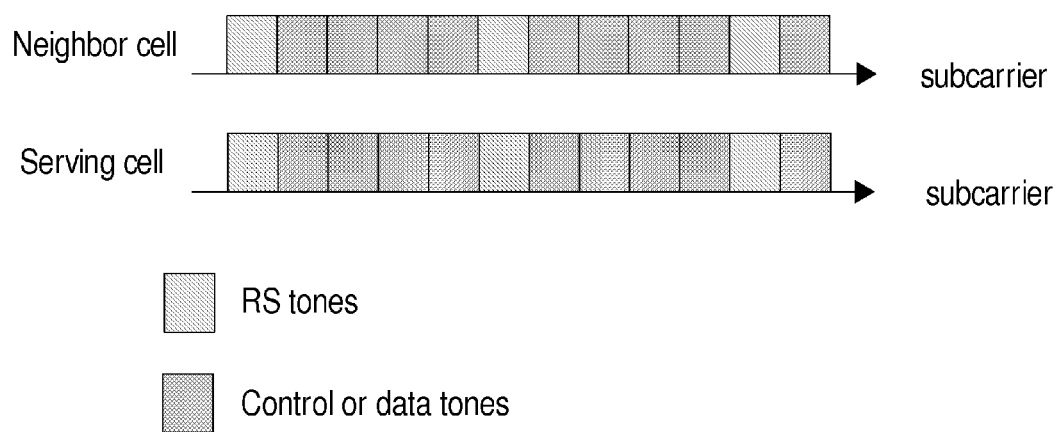 Neighbor cell
subcarrier
Serving cell
subcarrier
RS tones
Control or data tones